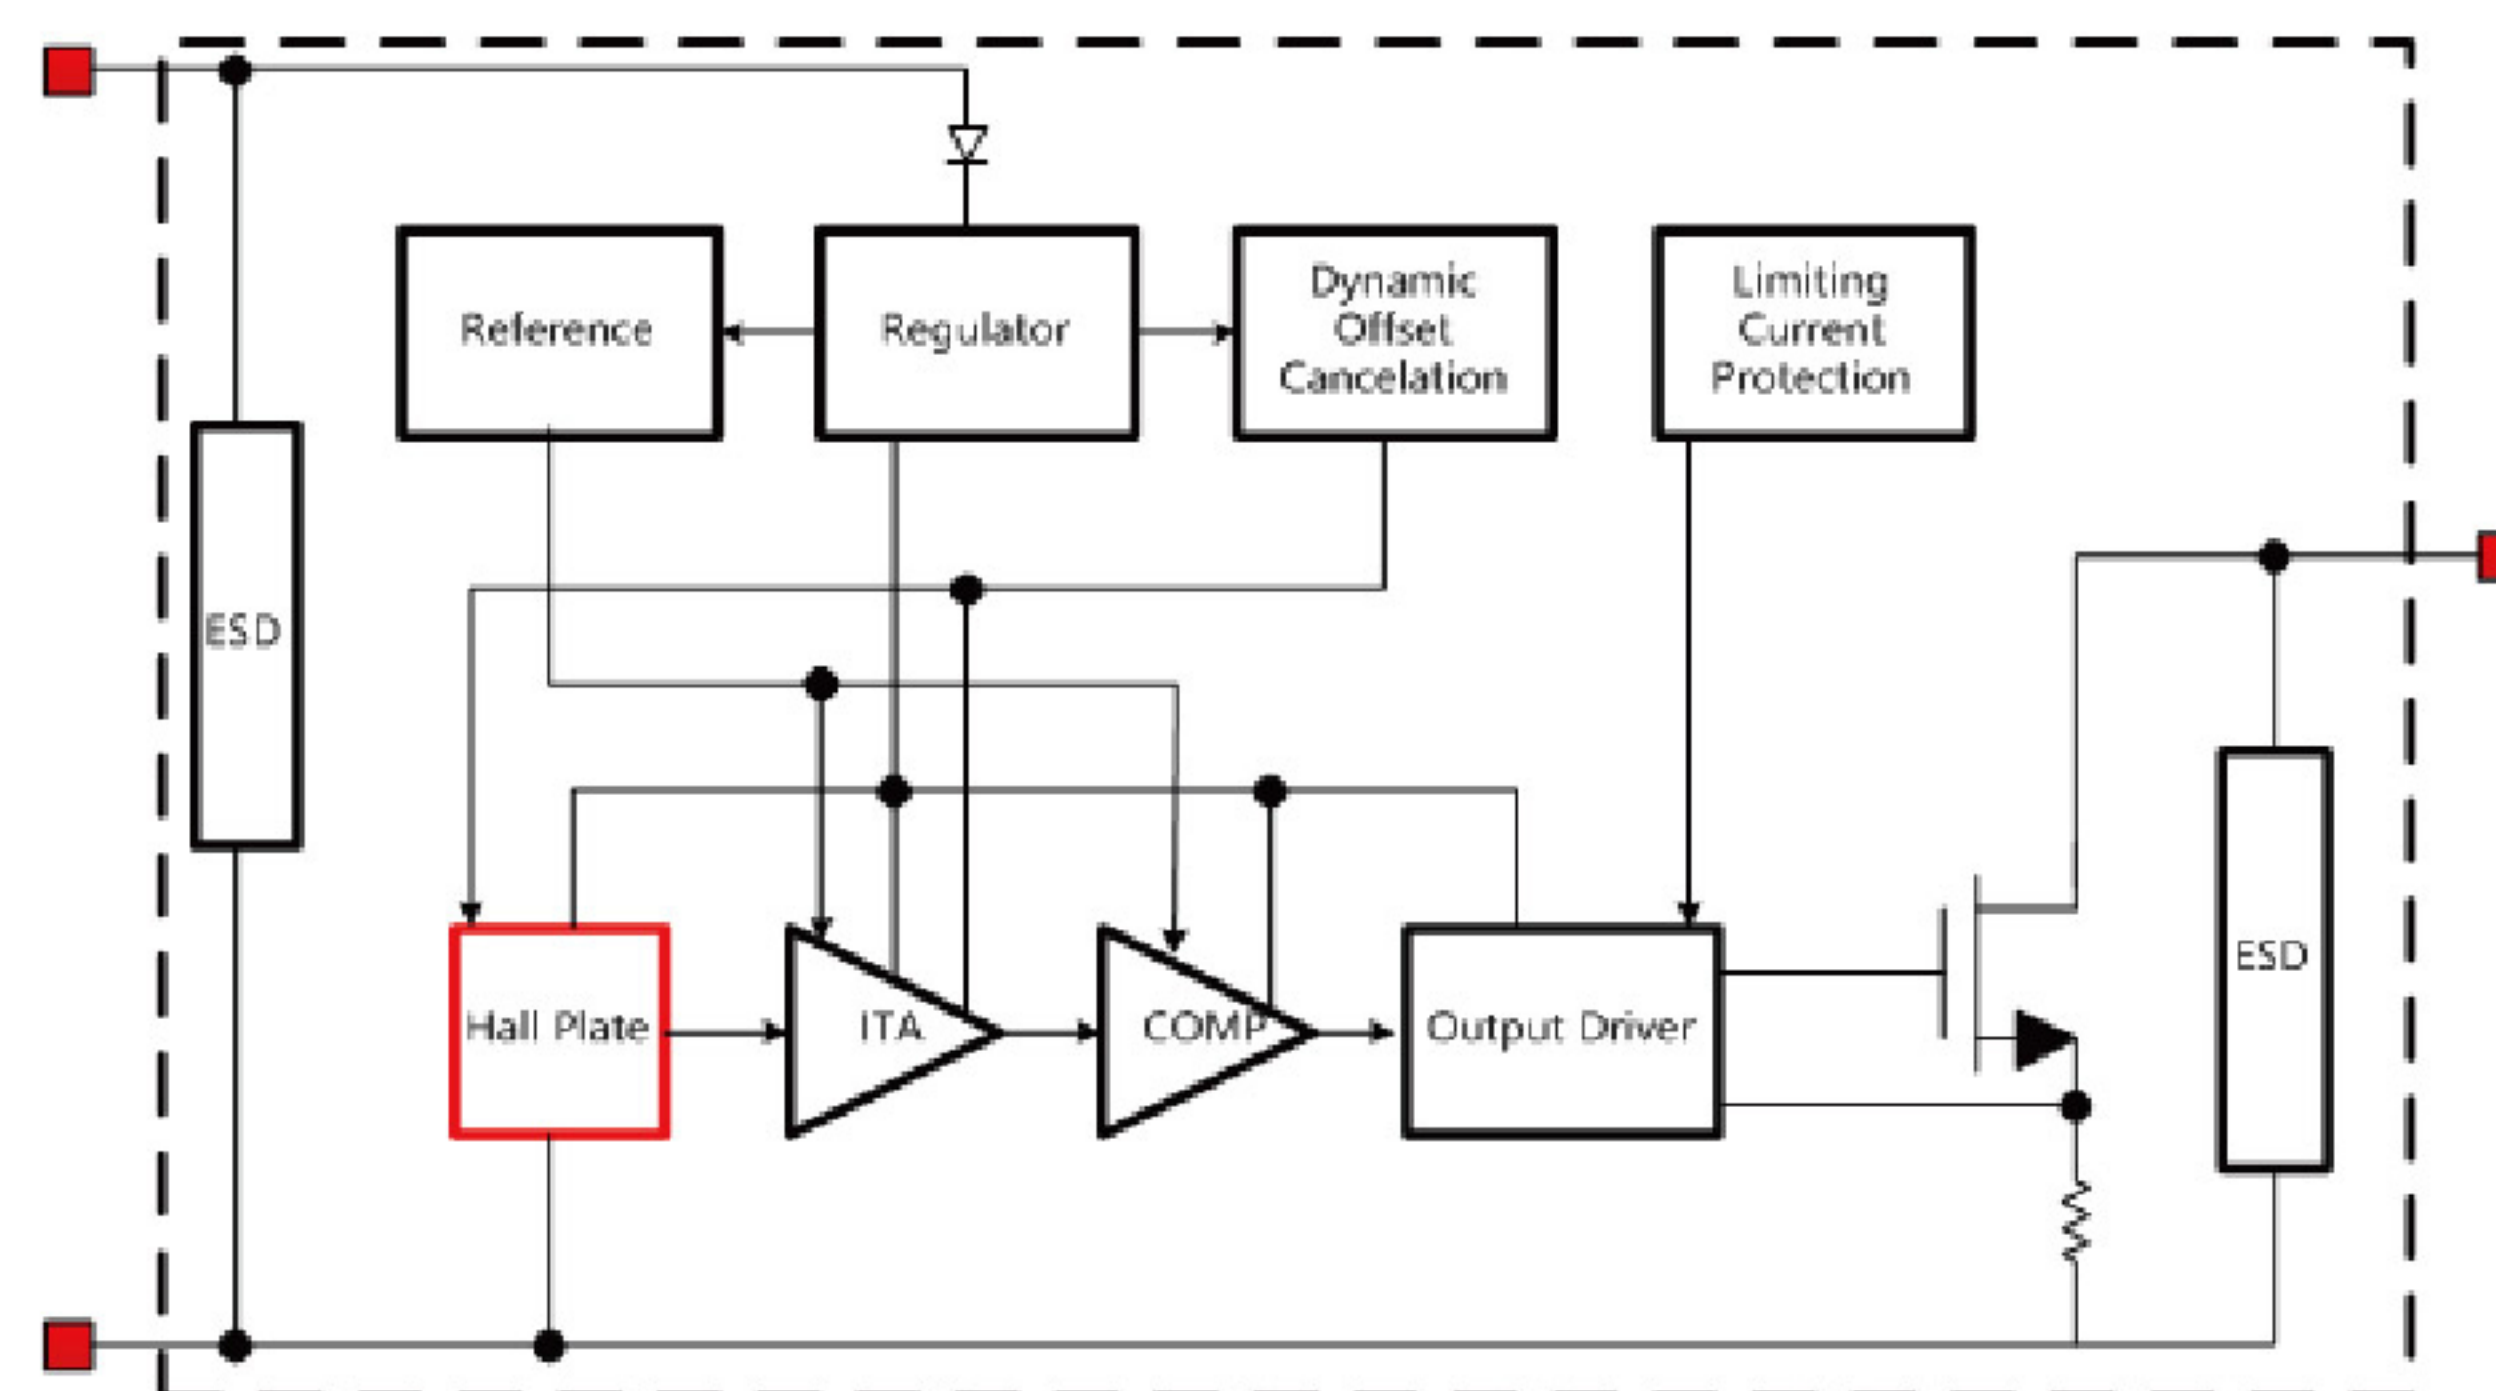 Reference
Regulator
Dynamic
Offset
Cancelation
Limiting
Current
Protection
ESD
Hall Plate
ITA
COMP
Output Driver
ESD